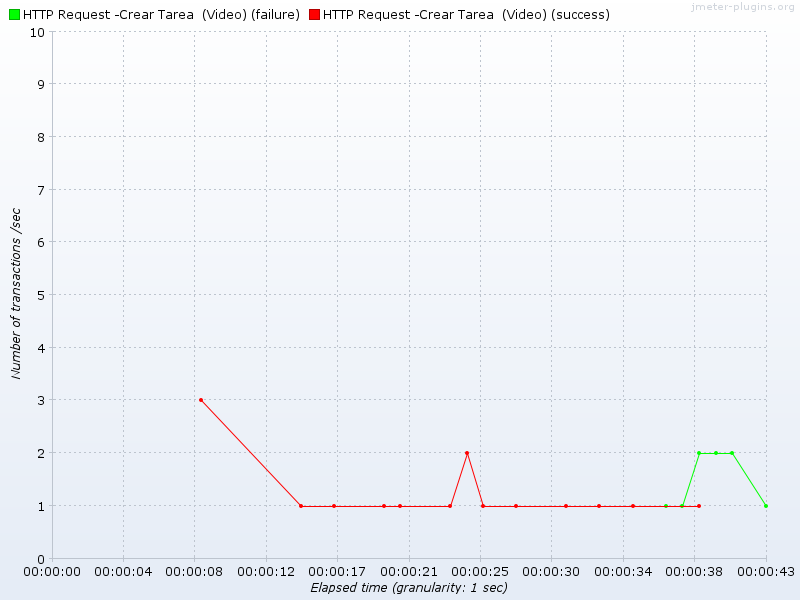 HTTP Request -Crear Tarea  (Video) (failure) HTTP Request -Crear Tarea  (Video) (success)
jmeter-plugins.org
10
9
8
7
6
5
4
3
2
1
0
Number of transactions /sec
00:00:00 00:00:04 00:00:08 00:00:12 00:00:17 00:00:21 00:00:25 00:00:30 00:00:34 00:00:38 00:00:43
Elapsed time (granularity: 1 sec)